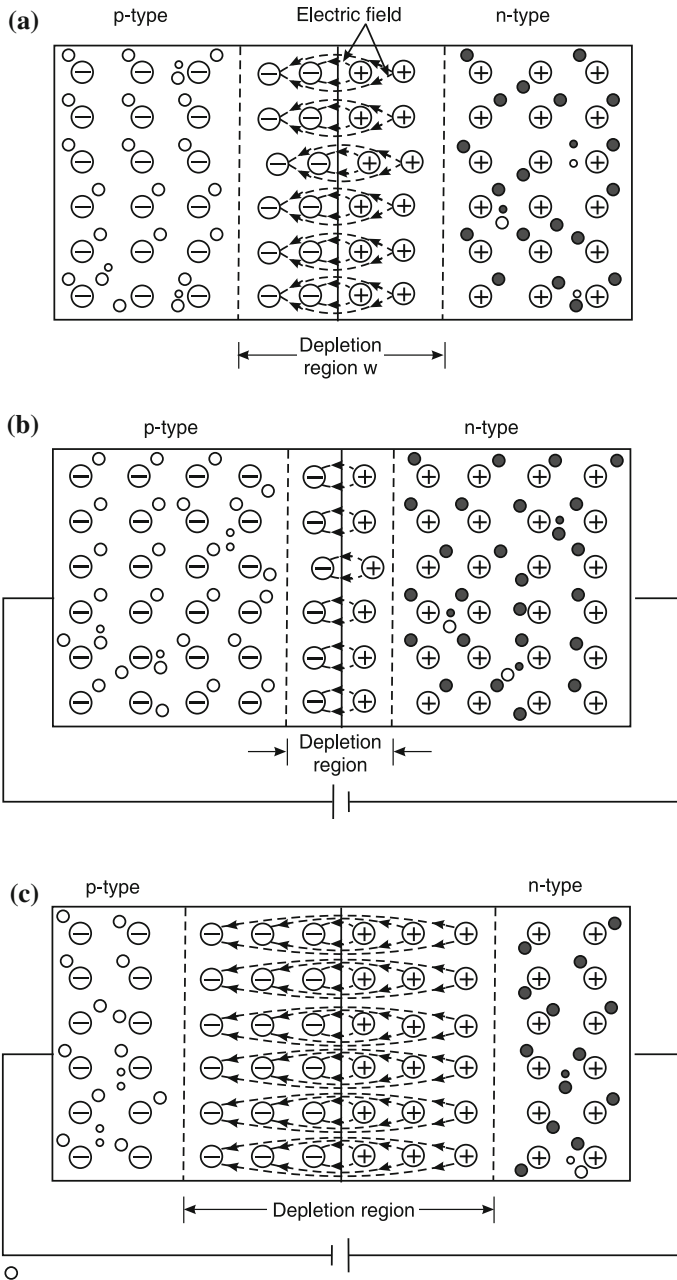 (a)
p-type
Electric field
n-type
Depletion
region w
(b)
p-type
n-type
Depletion
region
(c)
p-type
n-type
Depletion region